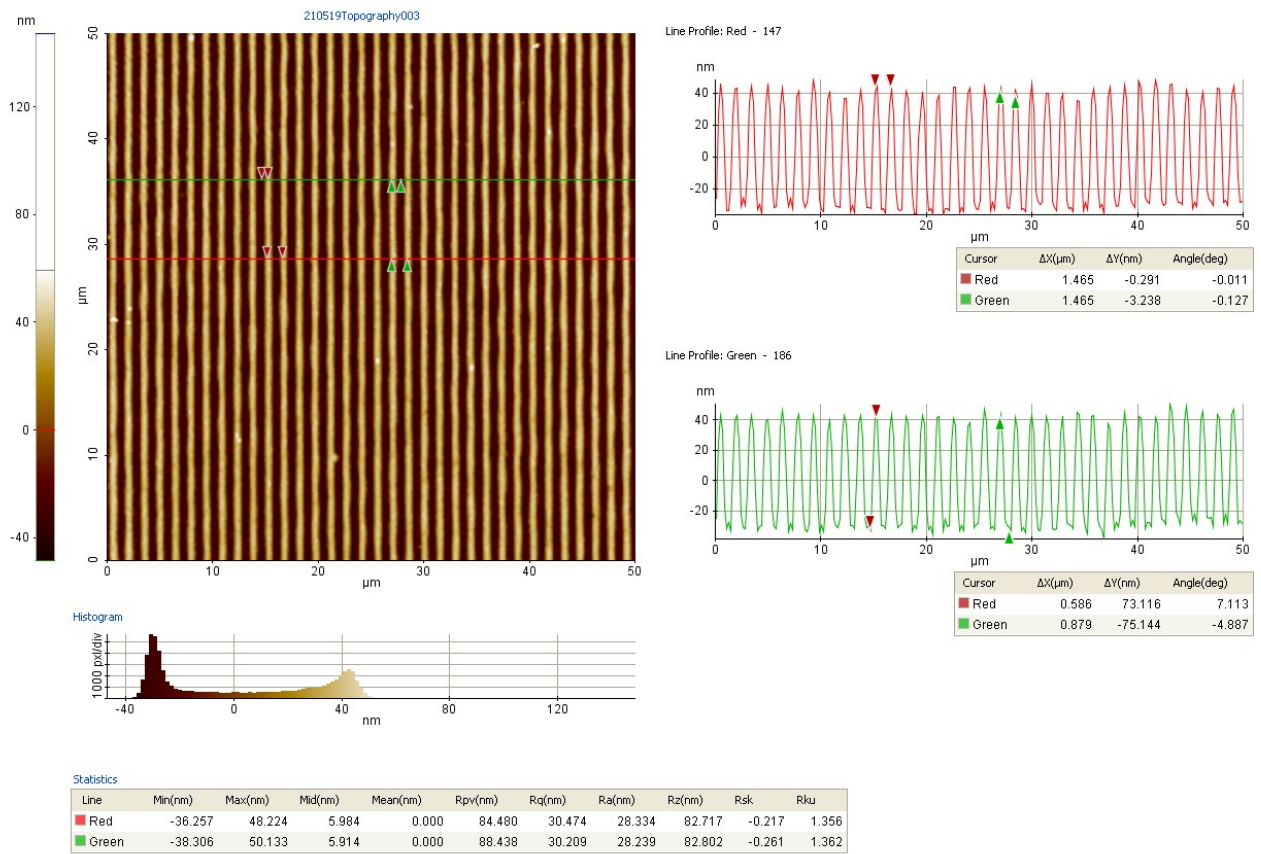 210519Topography003
nm
120
80
40
0
-40
50
40
30
20
10
0
µm
0 10 20 30 40 50
µm
Line Profile: Red - 147
nm
40
20
0
-20
0 10 20 30 40 50
µm
Cursor ΔX(µm) ΔY(nm) Angle(deg)
Red 1.465 -0.291 -0.011
Green 1.465 -3.238 -0.127
Line Profile: Green - 186
nm
40
20
0
-20
0 10 20 30 40 50
µm
Cursor ΔX(µm) ΔY(nm) Angle(deg)
Red 0.586 73.116 7.113
Green 0.879 -75.144 -4.887
Histogram
1000 pxl/div
-40 0 40 80 120
nm
Statistics
Line Min(nm) Max(nm) Mid(nm) Mean(nm) Rpv(nm) Rq(nm) Ra(nm) Rz(nm) Rsk Rku
Red -36.257 48.224 5.984 0.000 84.480 30.474 28.334 82.717 -0.217 1.356
Green -38.306 50.133 5.914 0.000 88.438 30.209 28.239 82.802 -0.261 1.362